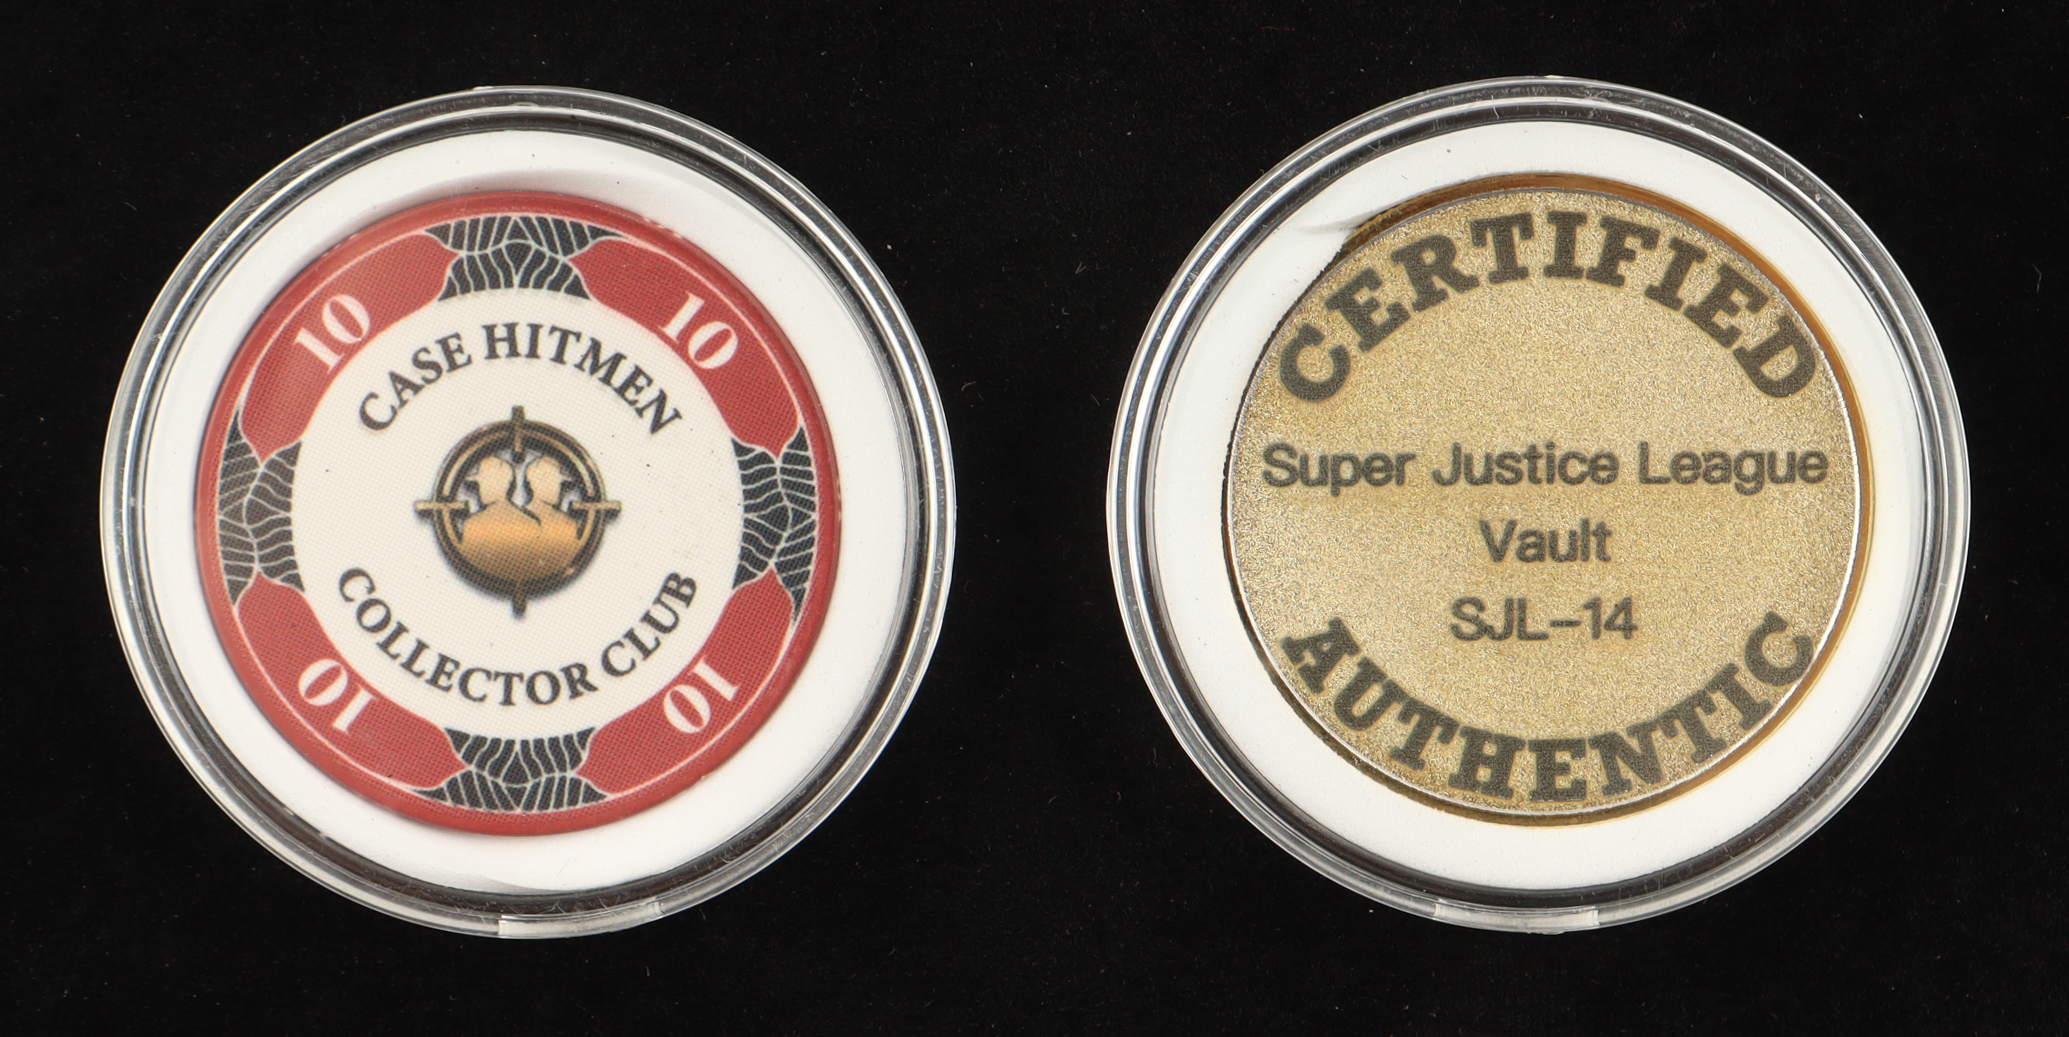 CASE HITMEN
10
10
COLLECTOR CLUB
10
10
CERTIFIED
Super Justice League
Vault
SJL-14
AUTHENTIC